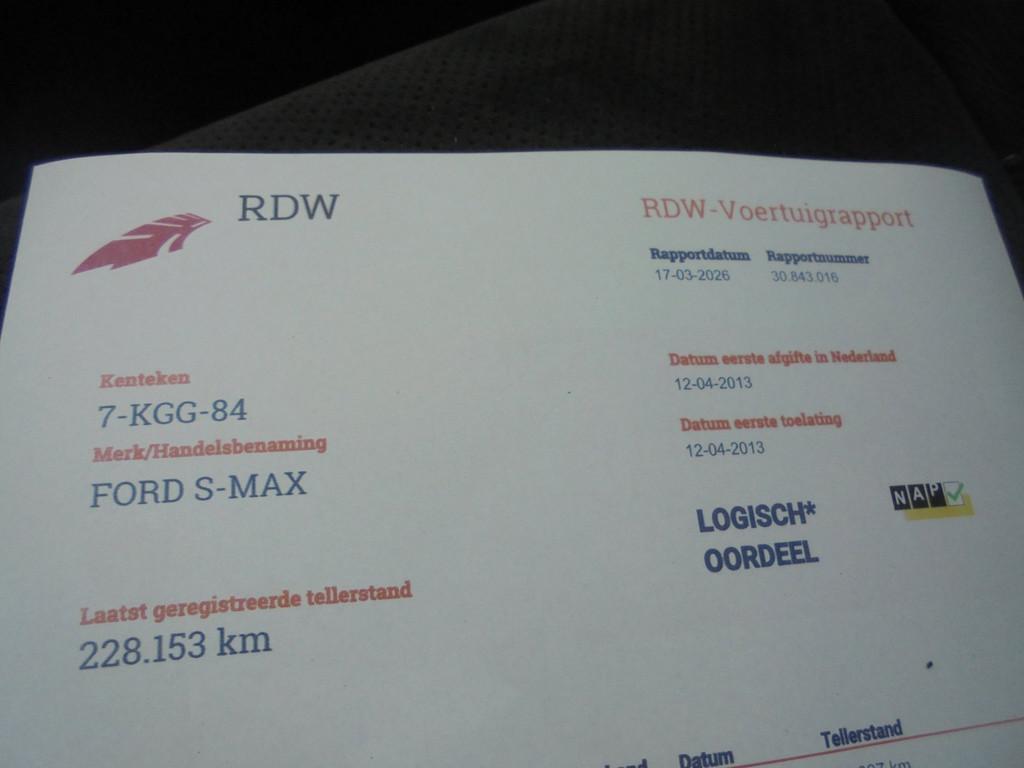 RDW
RDW-Voertuigrapport
Rapportdatum Rapportnummer
17-03-2026 30.843.016
Kenteken
7-KGG-84
Merk/Handelsbenaming
FORD S-MAX
Datum eerste afgifte in Nederland
12-04-2013
Datum eerste toelating
12-04-2013
LOGISCH*
OORDEEL
NAP
Laatst geregistreerde tellerstand
228.153 km
Datum Tellerstand
km